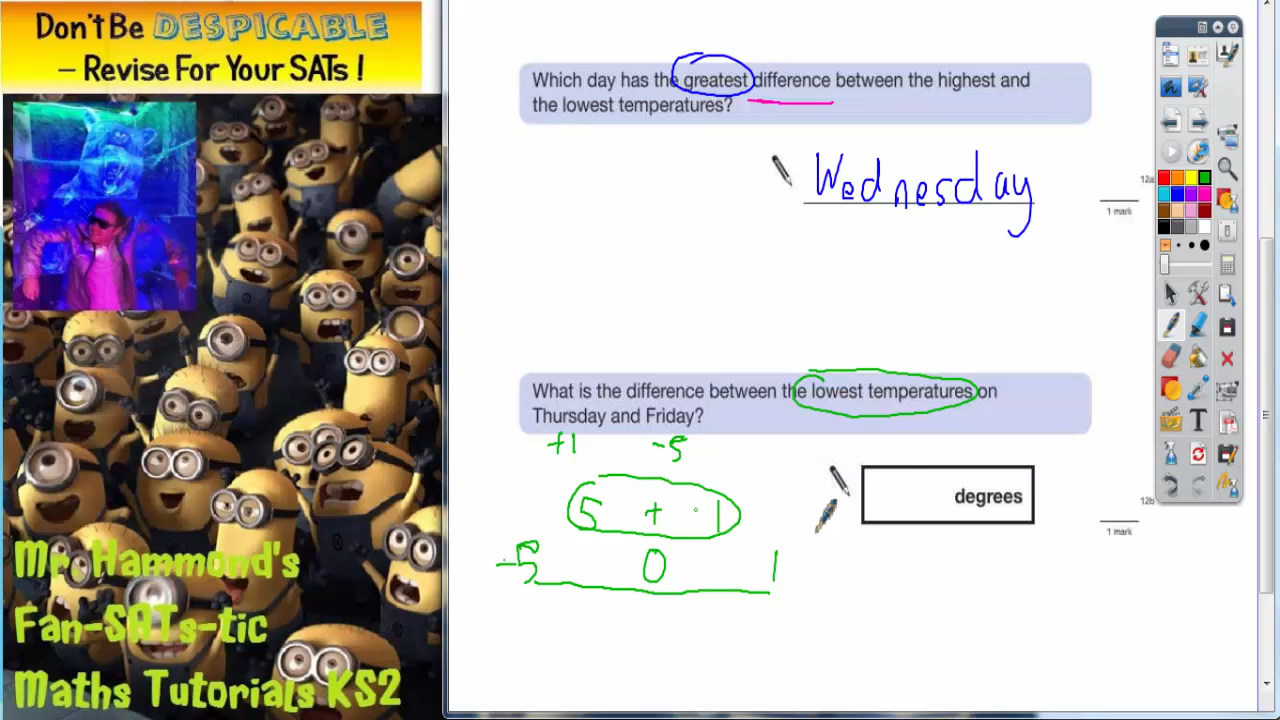 Don't Be DESPICABLE
– Revise For Your SATs !
Mr Hammond's
Fan-SATs-tic
Maths Tutorials KS2
Which day has the greatest difference between the highest and
the lowest temperatures?
Wednesday
12a
1 mark
What is the difference between the lowest temperatures on
Thursday and Friday?
+1 -5
5 + 1
-5 0 1
degrees
12b
1 mark